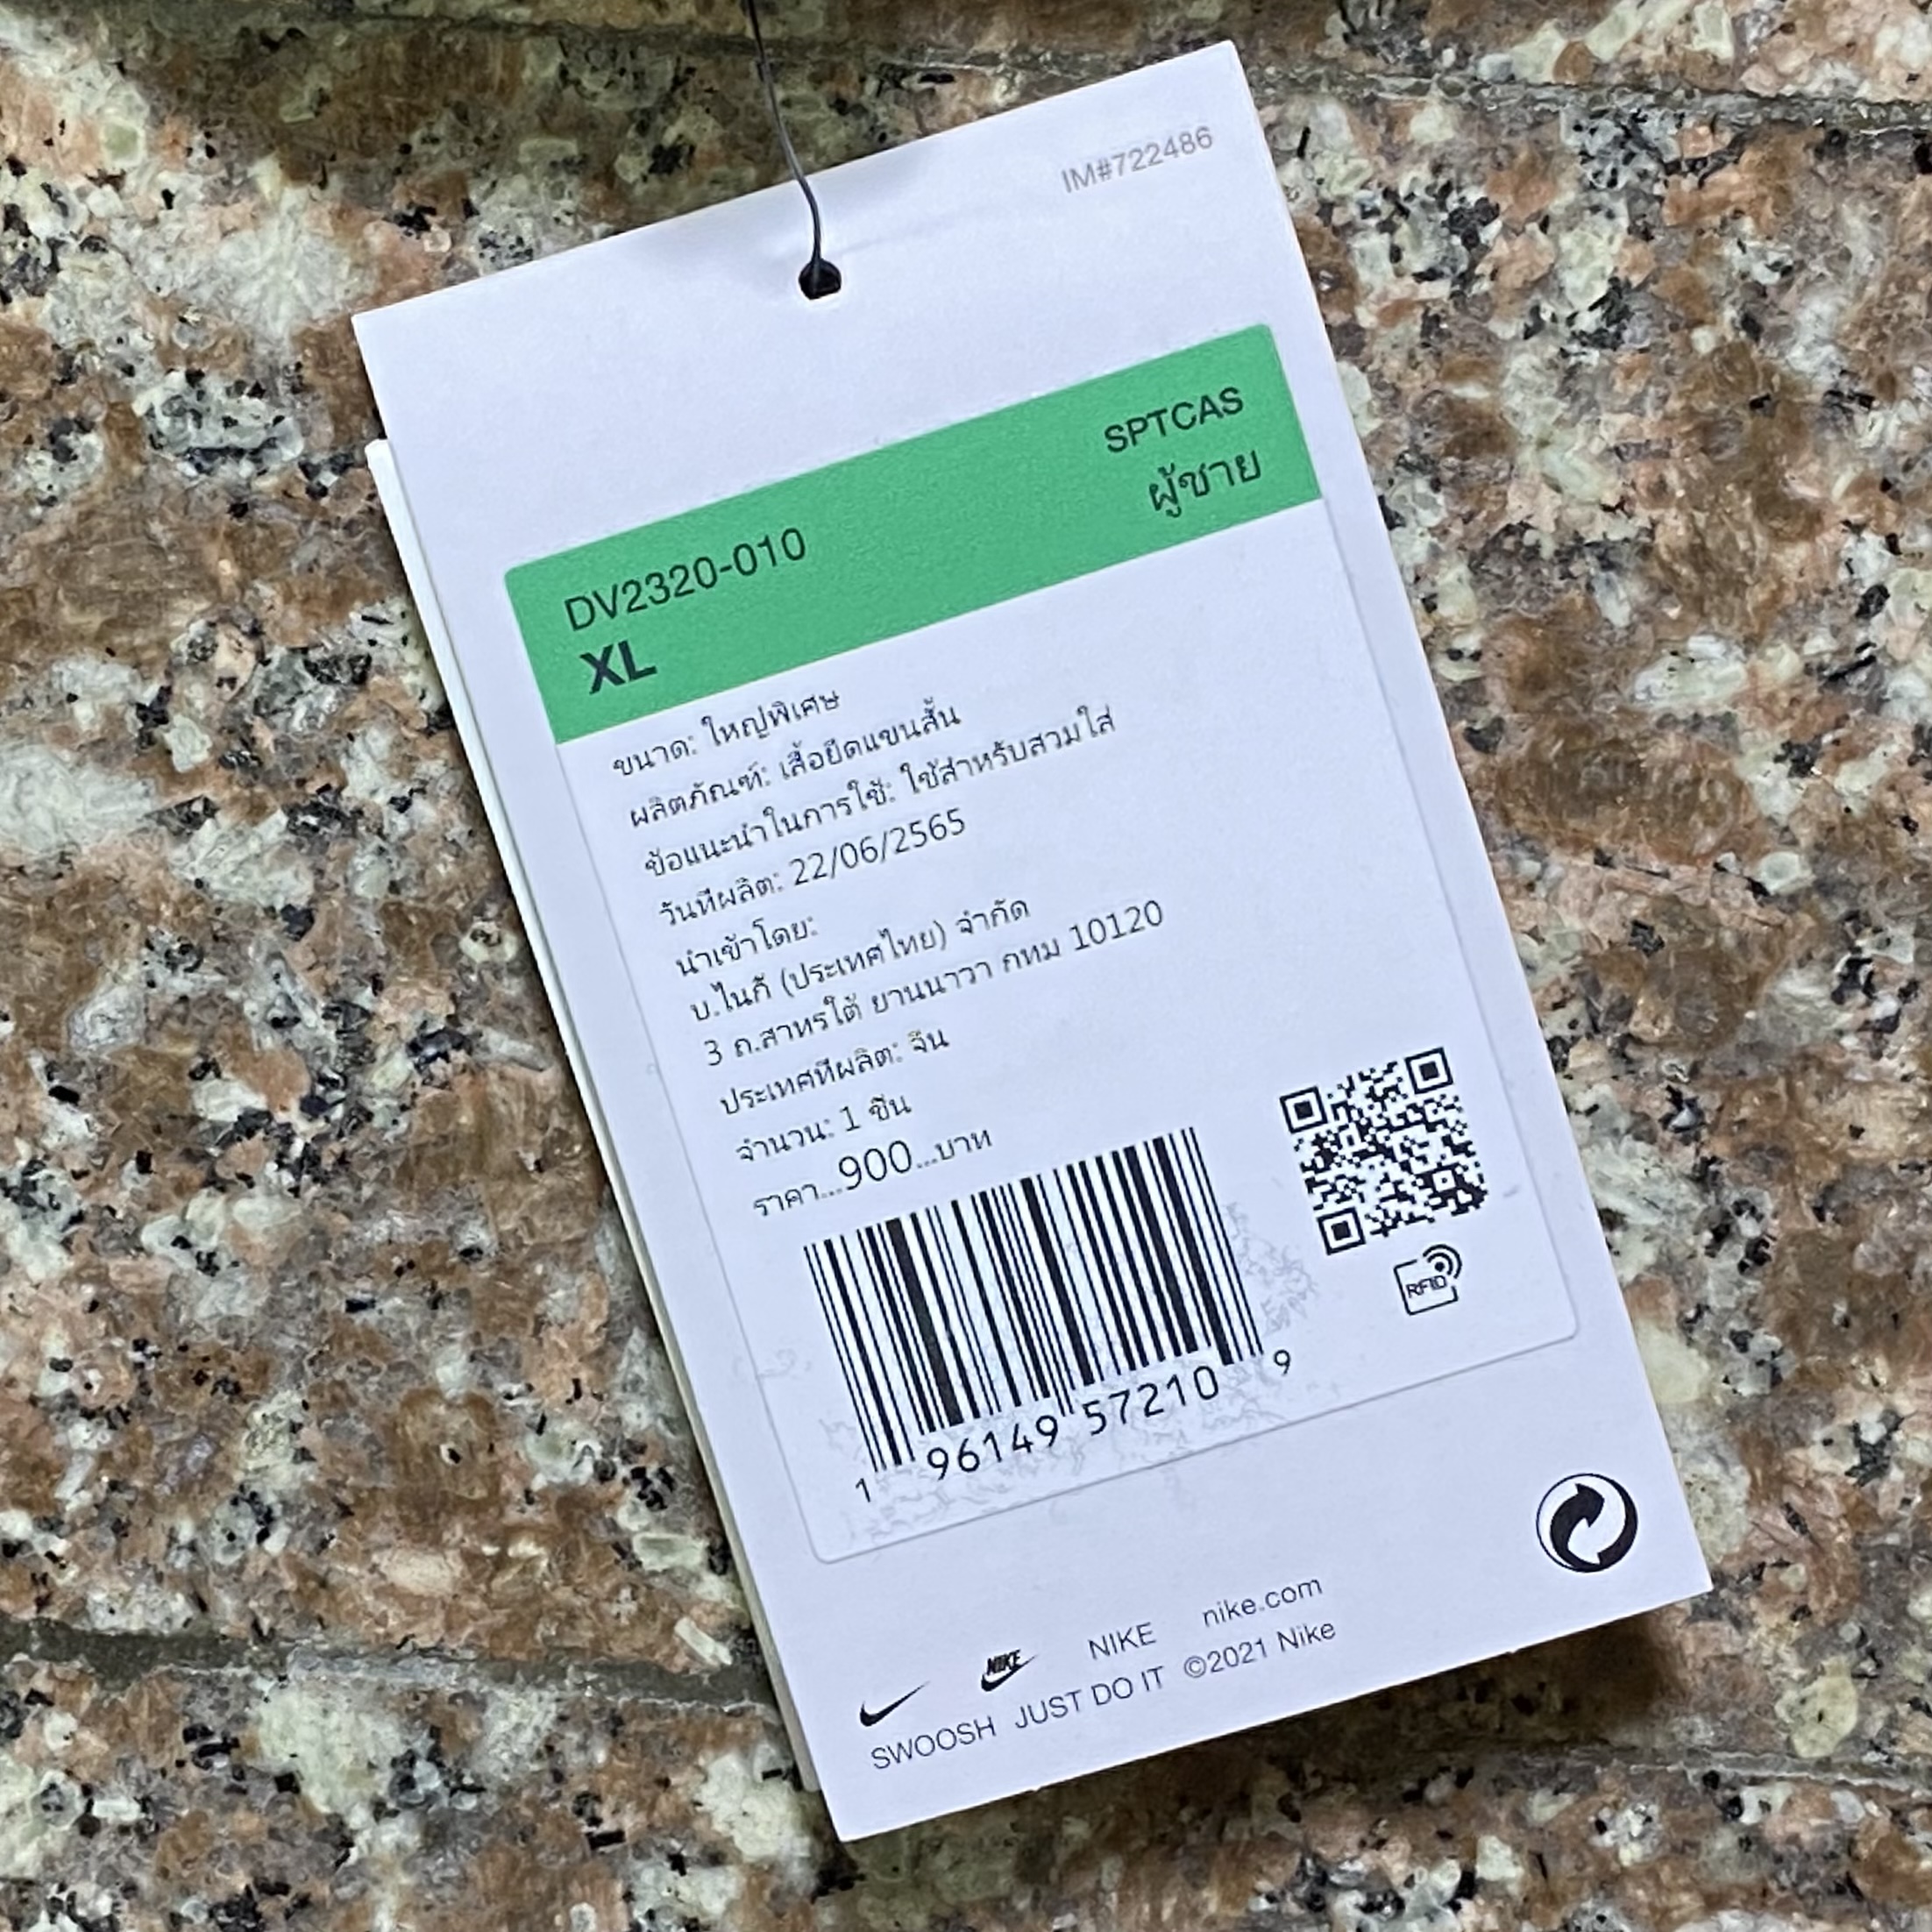 IM#722486
SPTCAS
DV2320-010
ผู้ชาย
XL
ขนาด: ใหญ่พิเศษ
ผลิตภัณฑ์: เสื้อยืดแขนสั้น
ข้อแนะนำในการใช้: ใช้สำหรับสวมใส่
วันที่ผลิต: 22/06/2565
นำเข้าโดย:
บ.ไนกี้ (ประเทศไทย) จำกัด
3 ถ.สาทรใต้ ยานนาวา กทม 10120
ประเทศที่ผลิต: จีน
จำนวน: 1 ชิ้น
ราคา...900...บาท
RFID
1 96149 57210 9
NIKE NIKE nike.com
SWOOSH JUST DO IT ©2021 Nike